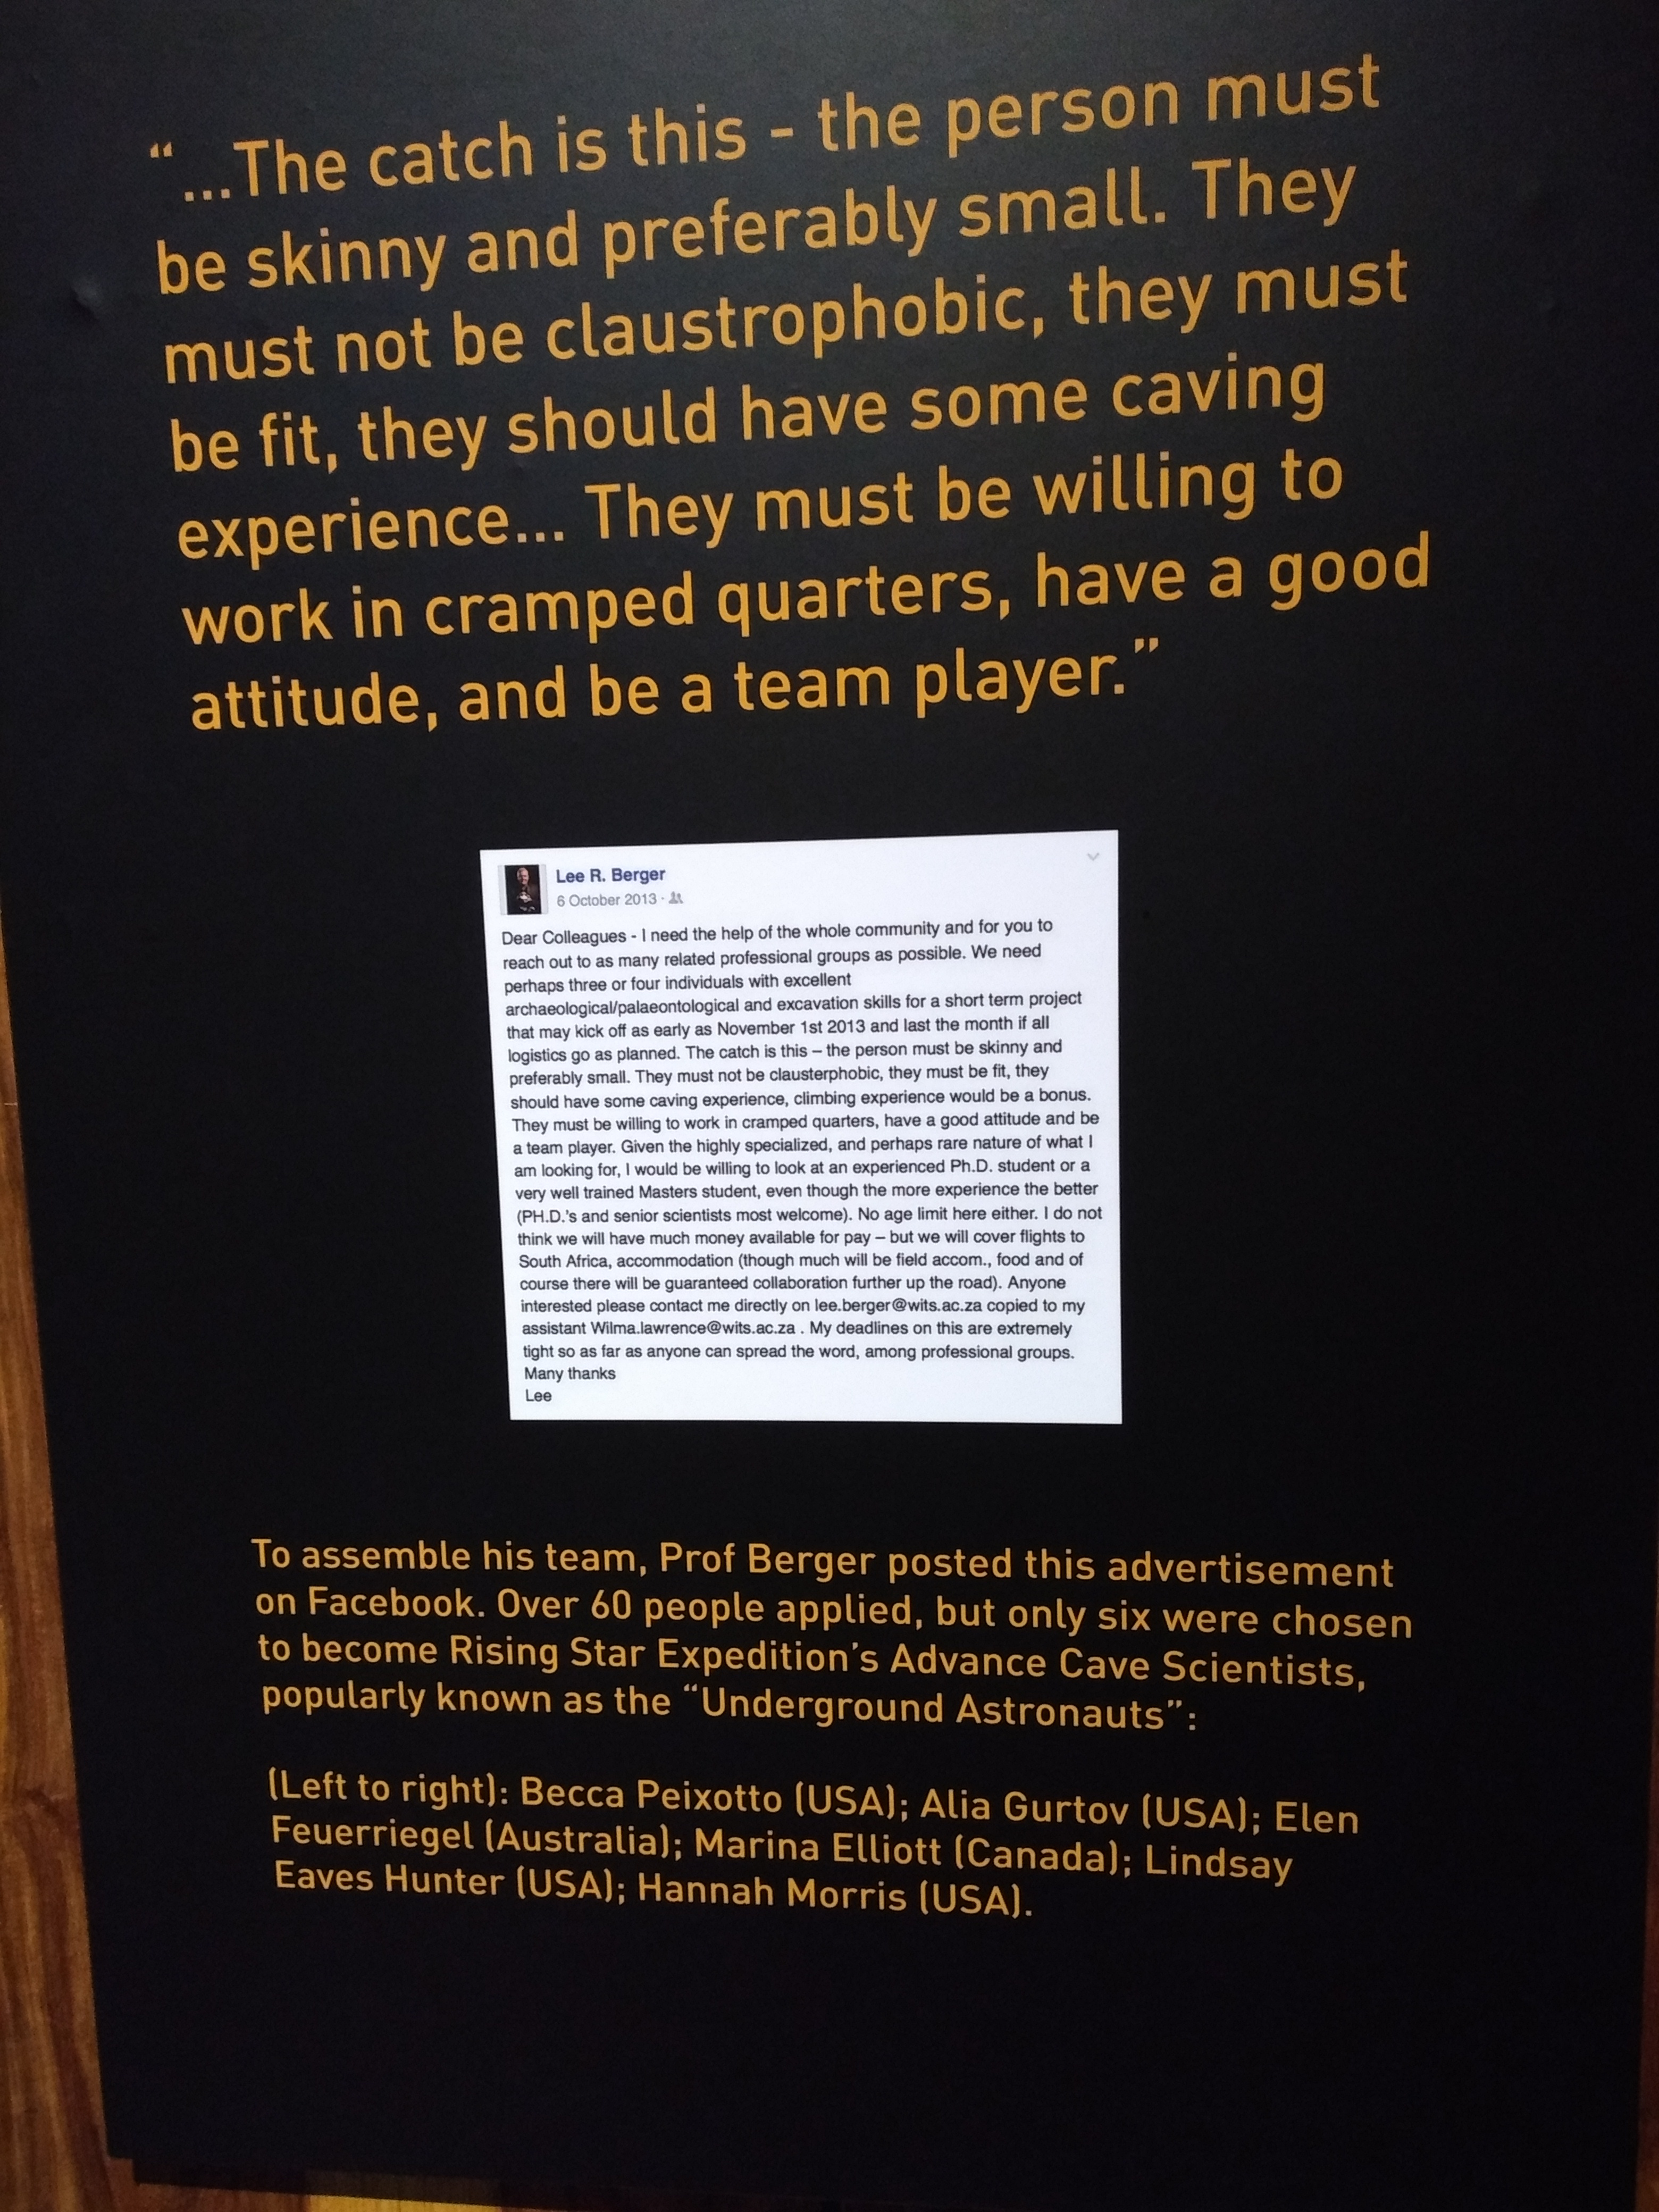 “...The catch is this - the person must
be skinny and preferably small. They
must not be claustrophobic, they must
be fit, they should have some caving
experience... They must be willing to
work in cramped quarters, have a good
attitude, and be a team player.”
Lee R. Berger
6 October 2013 ·
Dear Colleagues - I need the help of the whole community and for you to
reach out to as many related professional groups as possible. We need
perhaps three or four individuals with excellent
archaeological/palaeontological and excavation skills for a short term project
that may kick off as early as November 1st 2013 and last the month if all
logistics go as planned. The catch is this – the person must be skinny and
preferably small. They must not be clausterphobic, they must be fit, they
should have some caving experience, climbing experience would be a bonus.
They must be willing to work in cramped quarters, have a good attitude and be
a team player. Given the highly specialized, and perhaps rare nature of what I
am looking for, I would be willing to look at an experienced Ph.D. student or a
very well trained Masters student, even though the more experience the better
(PH.D.'s and senior scientists most welcome). No age limit here either. I do not
think we will have much money available for pay – but we will cover flights to
South Africa, accommodation (though much will be field accom., food and of
course there will be guaranteed collaboration further up the road). Anyone
interested please contact me directly on lee.berger@wits.ac.za copied to my
assistant Wilma.lawrence@wits.ac.za . My deadlines on this are extremely
tight so as far as anyone can spread the word, among professional groups.
Many thanks
Lee
To assemble his team, Prof Berger posted this advertisement
on Facebook. Over 60 people applied, but only six were chosen
to become Rising Star Expedition’s Advance Cave Scientists,
popularly known as the “Underground Astronauts”:
(Left to right): Becca Peixotto (USA); Alia Gurtov (USA); Elen
Feuerriegel (Australia); Marina Elliott (Canada); Lindsay
Eaves Hunter (USA); Hannah Morris (USA).